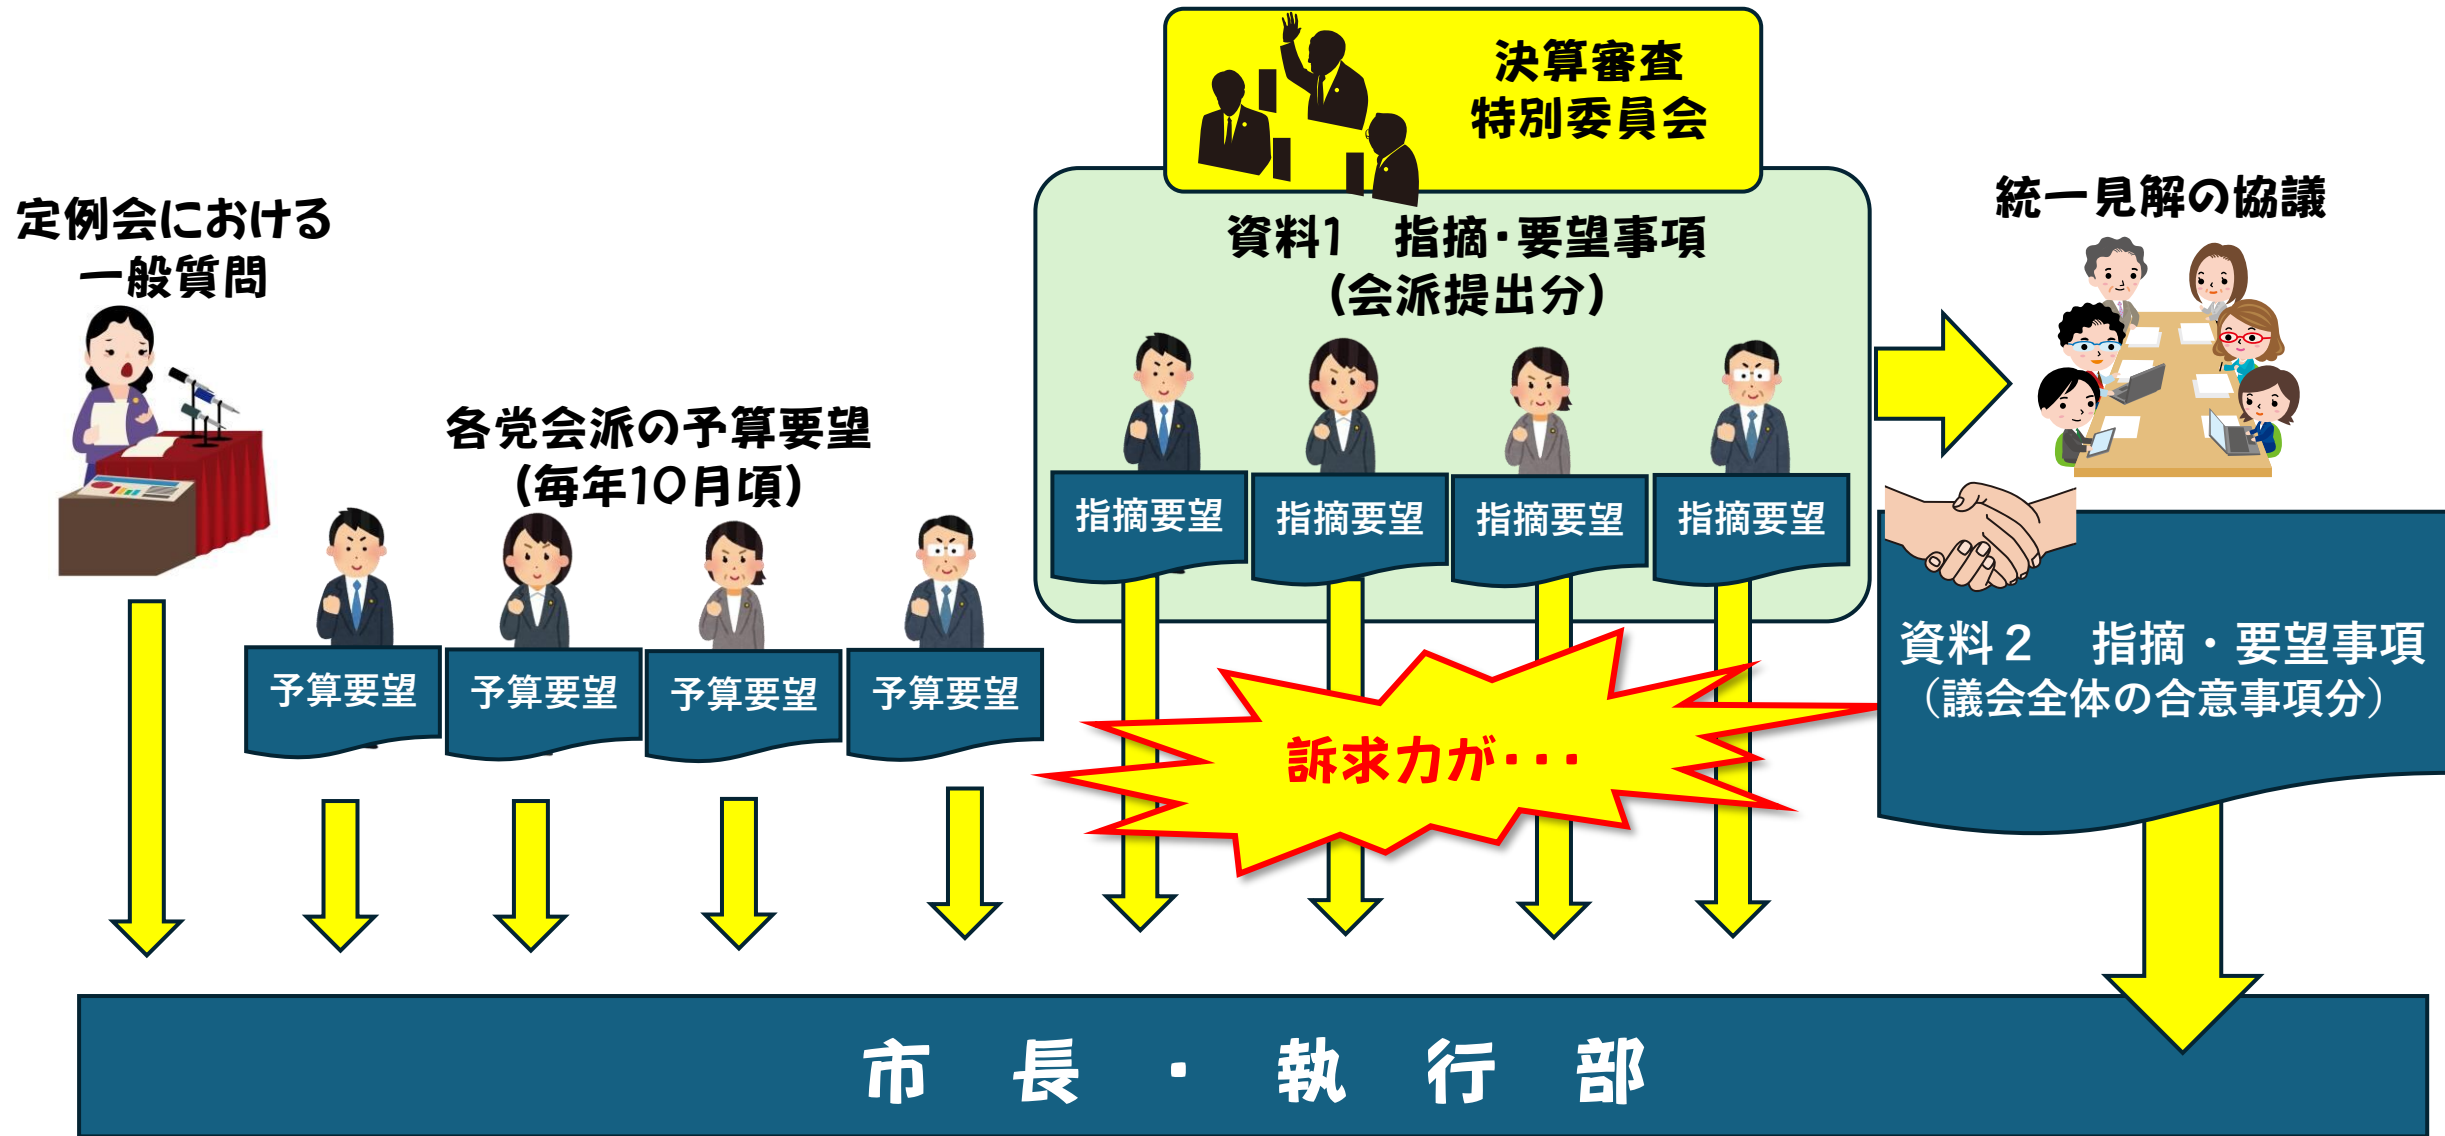 決算審査
特別委員会
定例会における
一般質問
各党会派の予算要望
(毎年10月頃)
予算要望
予算要望
予算要望
予算要望
資料1　指摘・要望事項
(会派提出分)
指摘要望
指摘要望
指摘要望
指摘要望
訴求力が・・・
統一見解の協議
資料２　指摘・要望事項
（議会全体の合意事項分）
市　長　・　執　行　部